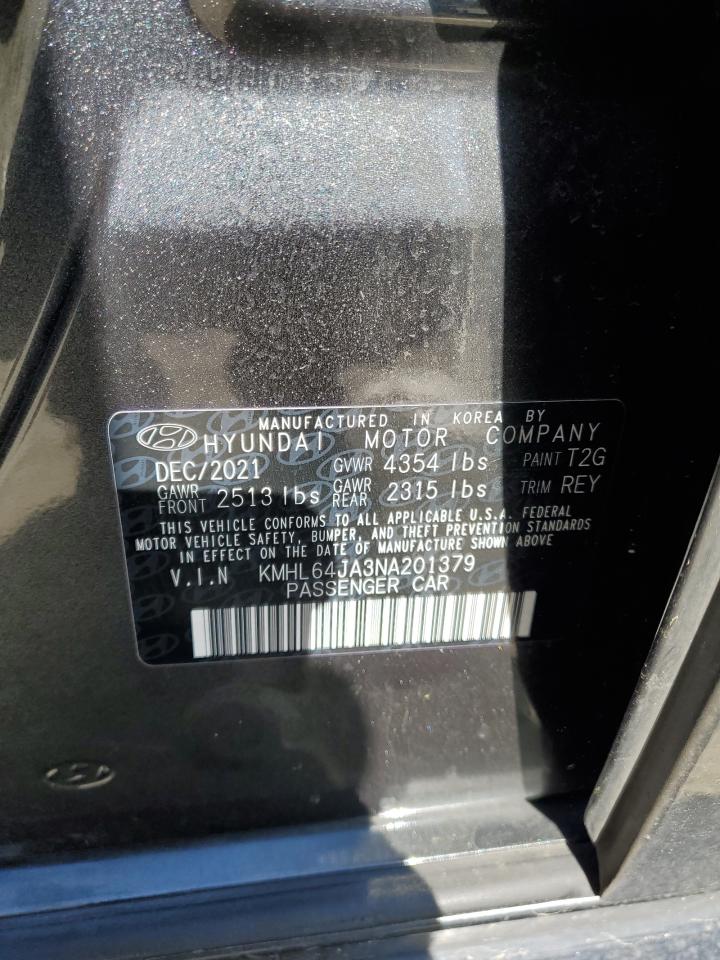 MANUFACTURED IN KOREA BY
HYUNDAI MOTOR COMPANY
DEC/2021 GVWR 4354 lbs PAINT T2G
GAWR FRONT 2513 lbs GAWR REAR 2315 lbs TRIM REY
THIS VEHICLE CONFORMS TO ALL APPLICABLE U.S.A. FEDERAL
MOTOR VEHICLE SAFETY, BUMPER, AND THEFT PREVENTION STANDARDS
IN EFFECT ON THE DATE OF MANUFACTURE SHOWN ABOVE
V.I.N KMHL64JA3NA201379
PASSENGER CAR